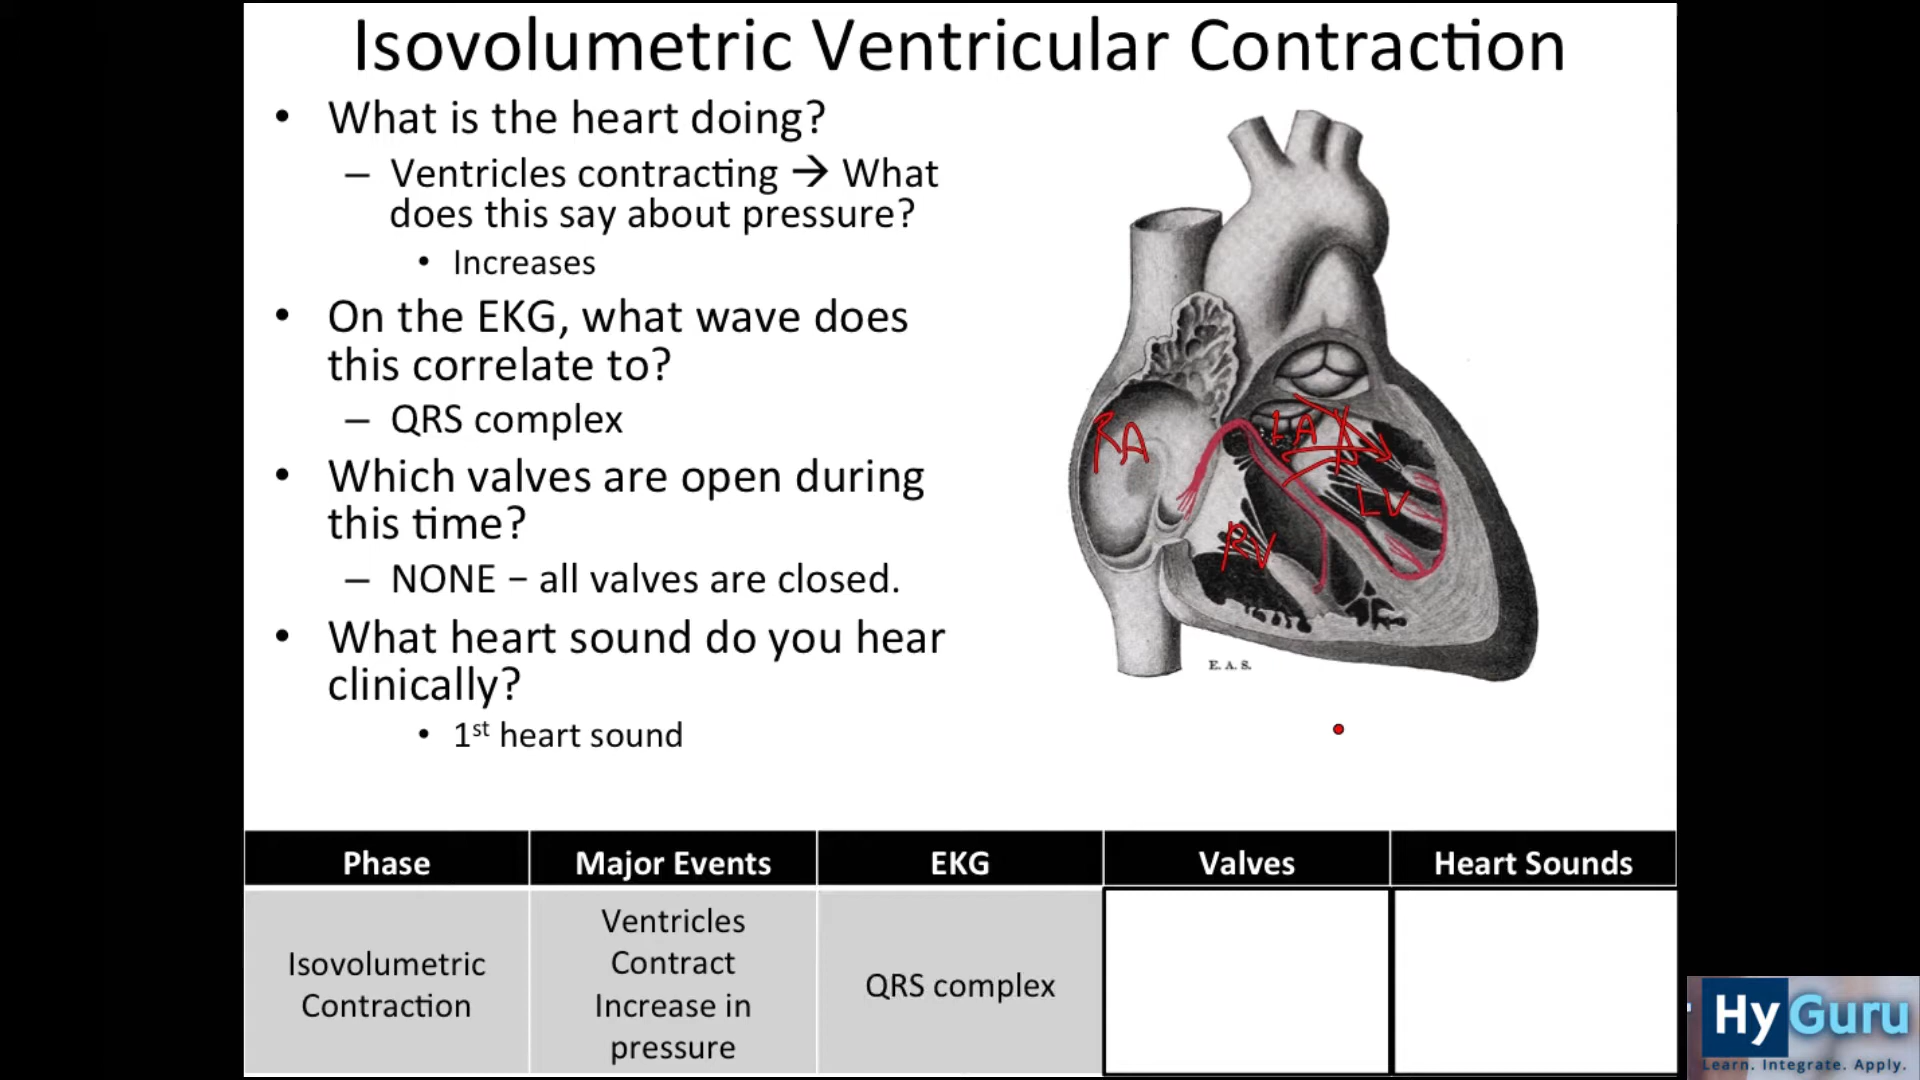 Isovolumetric Ventricular Contraction
• What is the heart doing?
– Ventricles contracting → What
does this say about pressure?
• Increases
• On the EKG, what wave does
this correlate to?
– QRS complex
• Which valves are open during
this time?
– NONE – all valves are closed.
• What heart sound do you hear
clinically?
• 1st heart sound
RA
LA
LV
RV
E. A. S.
Phase Major Events EKG Valves Heart Sounds
Isovolumetric
Contraction
Ventricles
Contract
Increase in
pressure
QRS complex
HyGuru
Learn. Integrate. Apply.